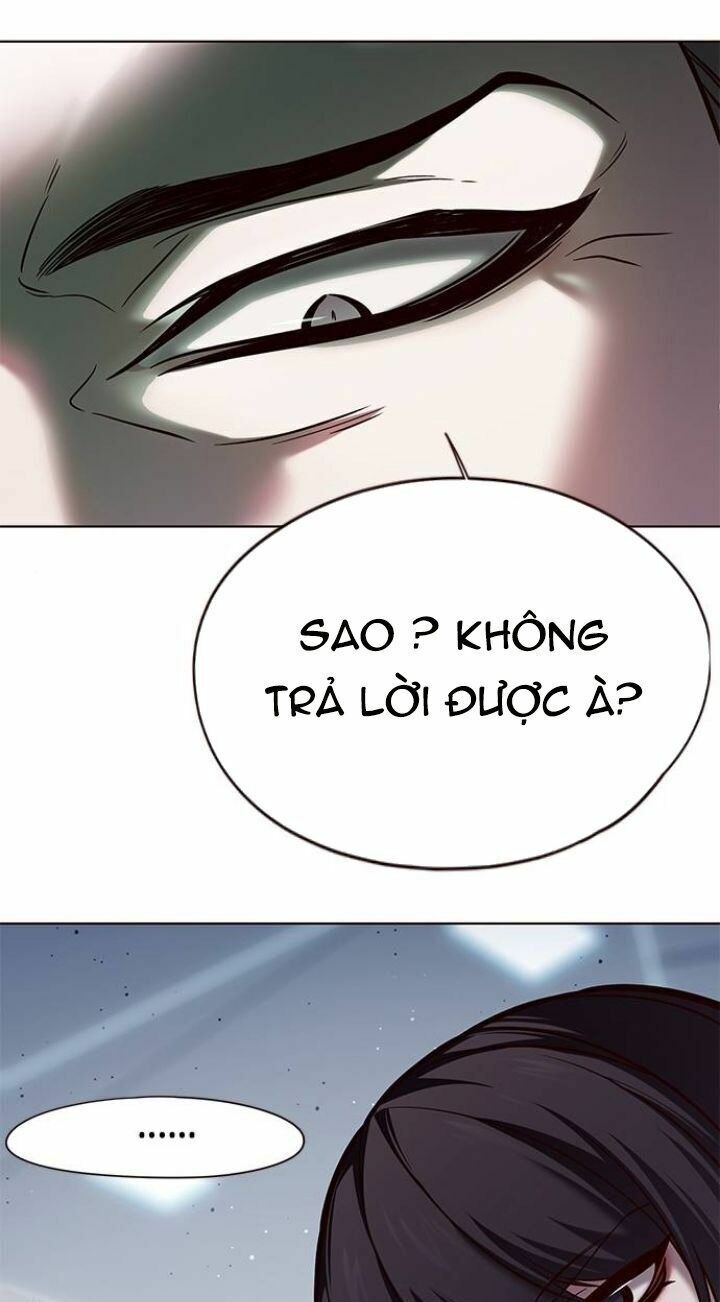 SAO ? KHÔNG
TRẢ LỜI ĐƯỢC À?
......